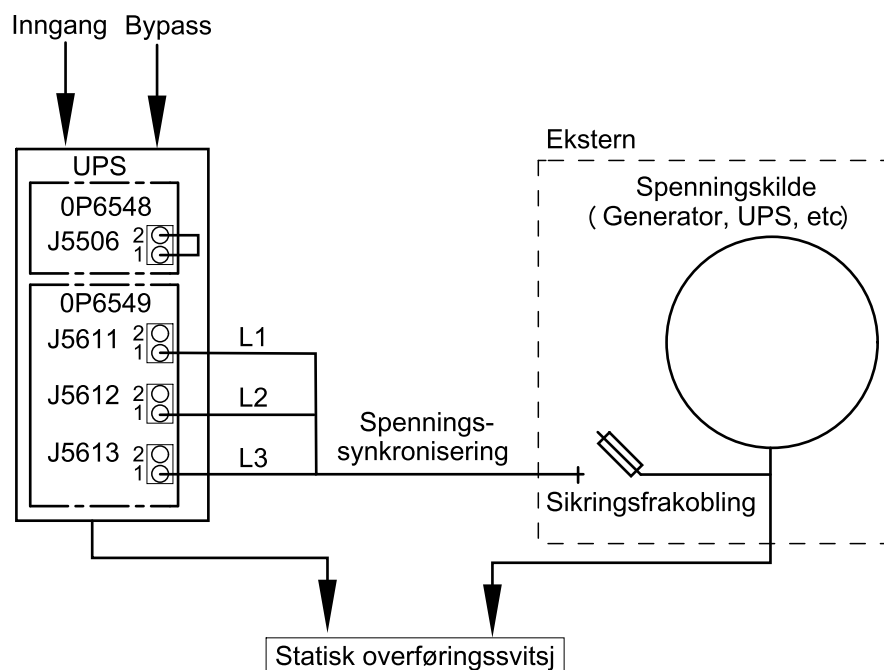 Inngang Bypass
UPS
0P6548
J5506 2
1
0P6549
J5611 2
1
J5612 2
1
J5613 2
1
L1
L2
L3
Spennings-
synkronisering
Ekstern
Spenningskilde
( Generator, UPS, etc)
Sikringsfrakobling
Statisk overføringssvitsj